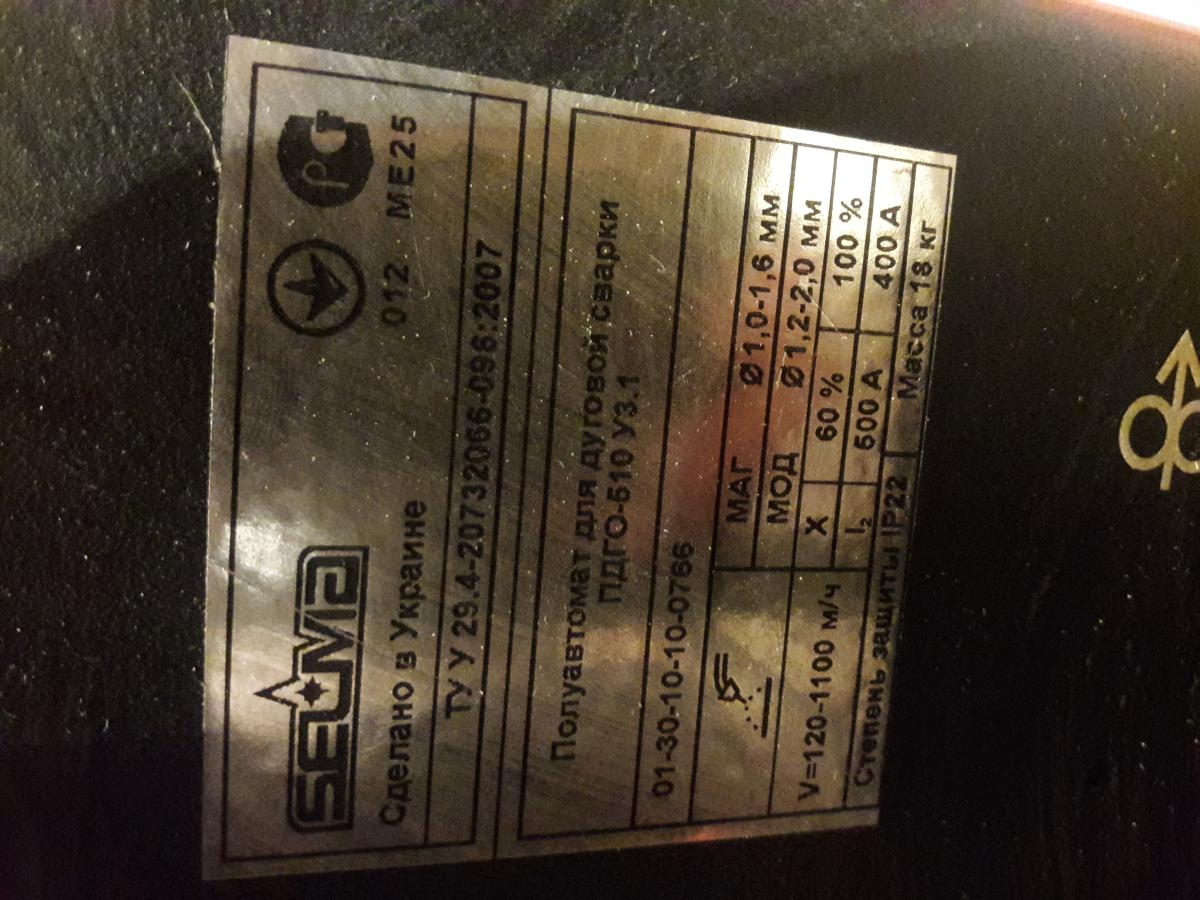 SELMA
Сделано в Украине
РС
012 МЕ25
ТУ У 29.4-20732066-096:2007
Полуавтомат для дуговой сварки
ПДГО-510 У3.1
01-30-10-10-0766
МАГ Ø1,0-1,6 мм
МОД Ø1,2-2,0 мм
V=120-1100 м/ч
X 60 % 100 %
I₂ 500 А 400 А
Степень защиты IP22 Масса 18 кг